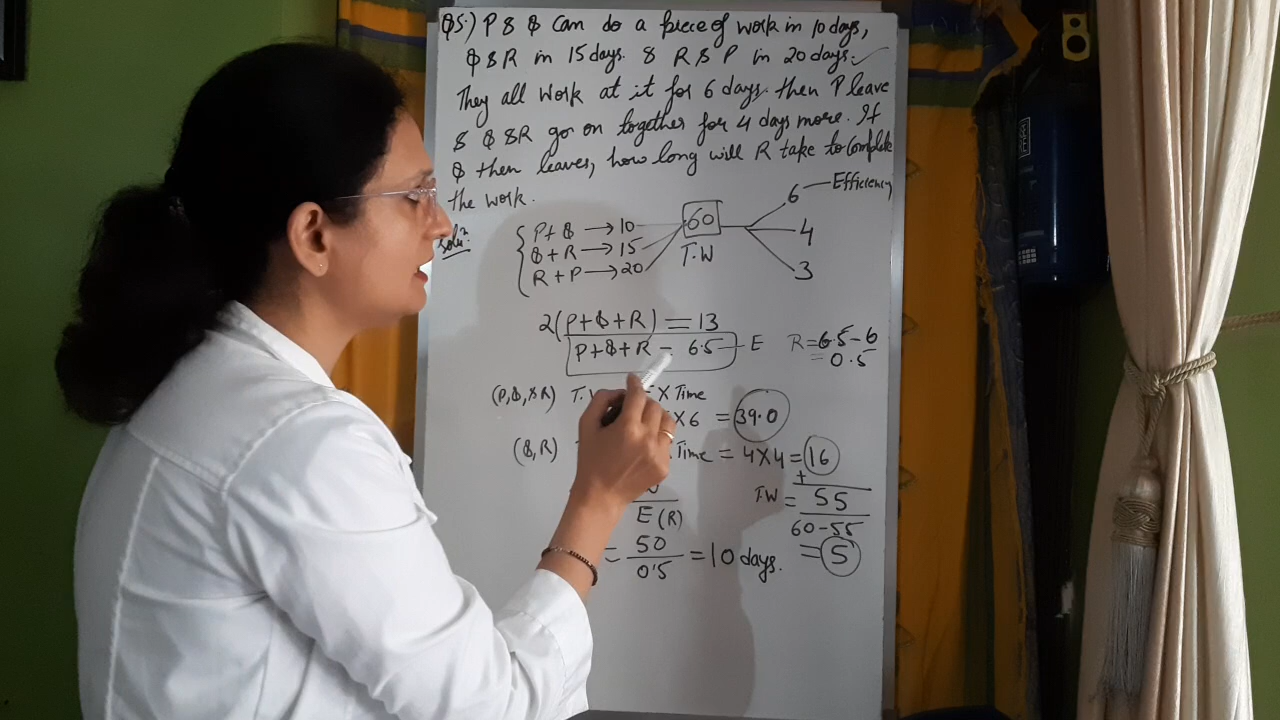 Q5.) P & Q Can do a piece of work in 10 days,
Q & R in 15 days. & R & P in 20 days.
They all work at it for 6 days. then P leave
& Q & R go on together for 4 days more. If
Q then leaves, how long will R take to Complete
the work.
Soln:
P + Q → 10
Q + R → 15
R + P → 20
60
T.W
6 — Efficiency
4
3
2(P+Q+R) = 13
P+Q+R = 6.5 — E
R = 6.5 - 6
= 0.5
(P,Q,&R) T. X Time
X 6 = 39.0
(Q,R) Time = 4X4 = 16
+
T.W = 55
60-55
= 5
E (R)
= 50/0.5 = 10 days.